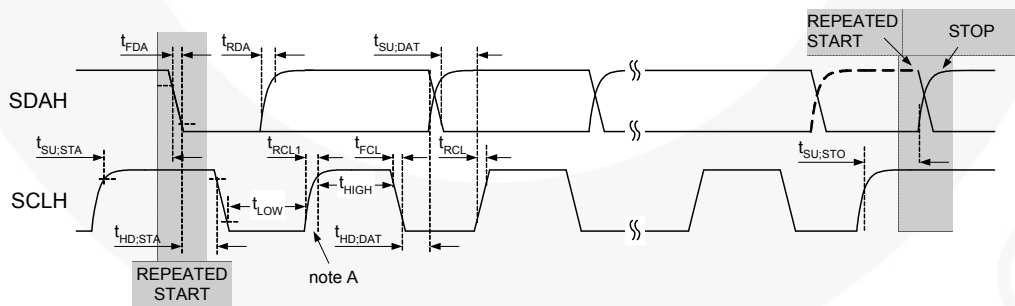 REPEATED
START
STOP
tFDA
tRDA
tSU;DAT
SDAH
tSU;STA
tRCL1
tFCL
tRCL
tSU;STO
tHIGH
SCLH
tLOW
tHD;STA
tHD;DAT
note A
REPEATED
START